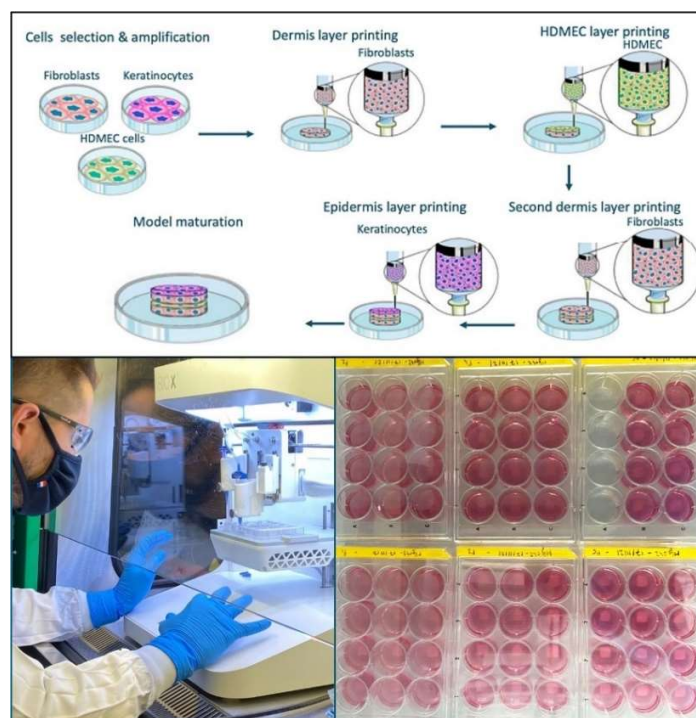 Cells selection & amplification
Fibroblasts
Keratinocytes
HDMEC cells
Dermis layer printing
Fibroblasts
HDMEC layer printing
HDMEC
Second dermis layer printing
Fibroblasts
Epidermis layer printing
Keratinocytes
Model maturation